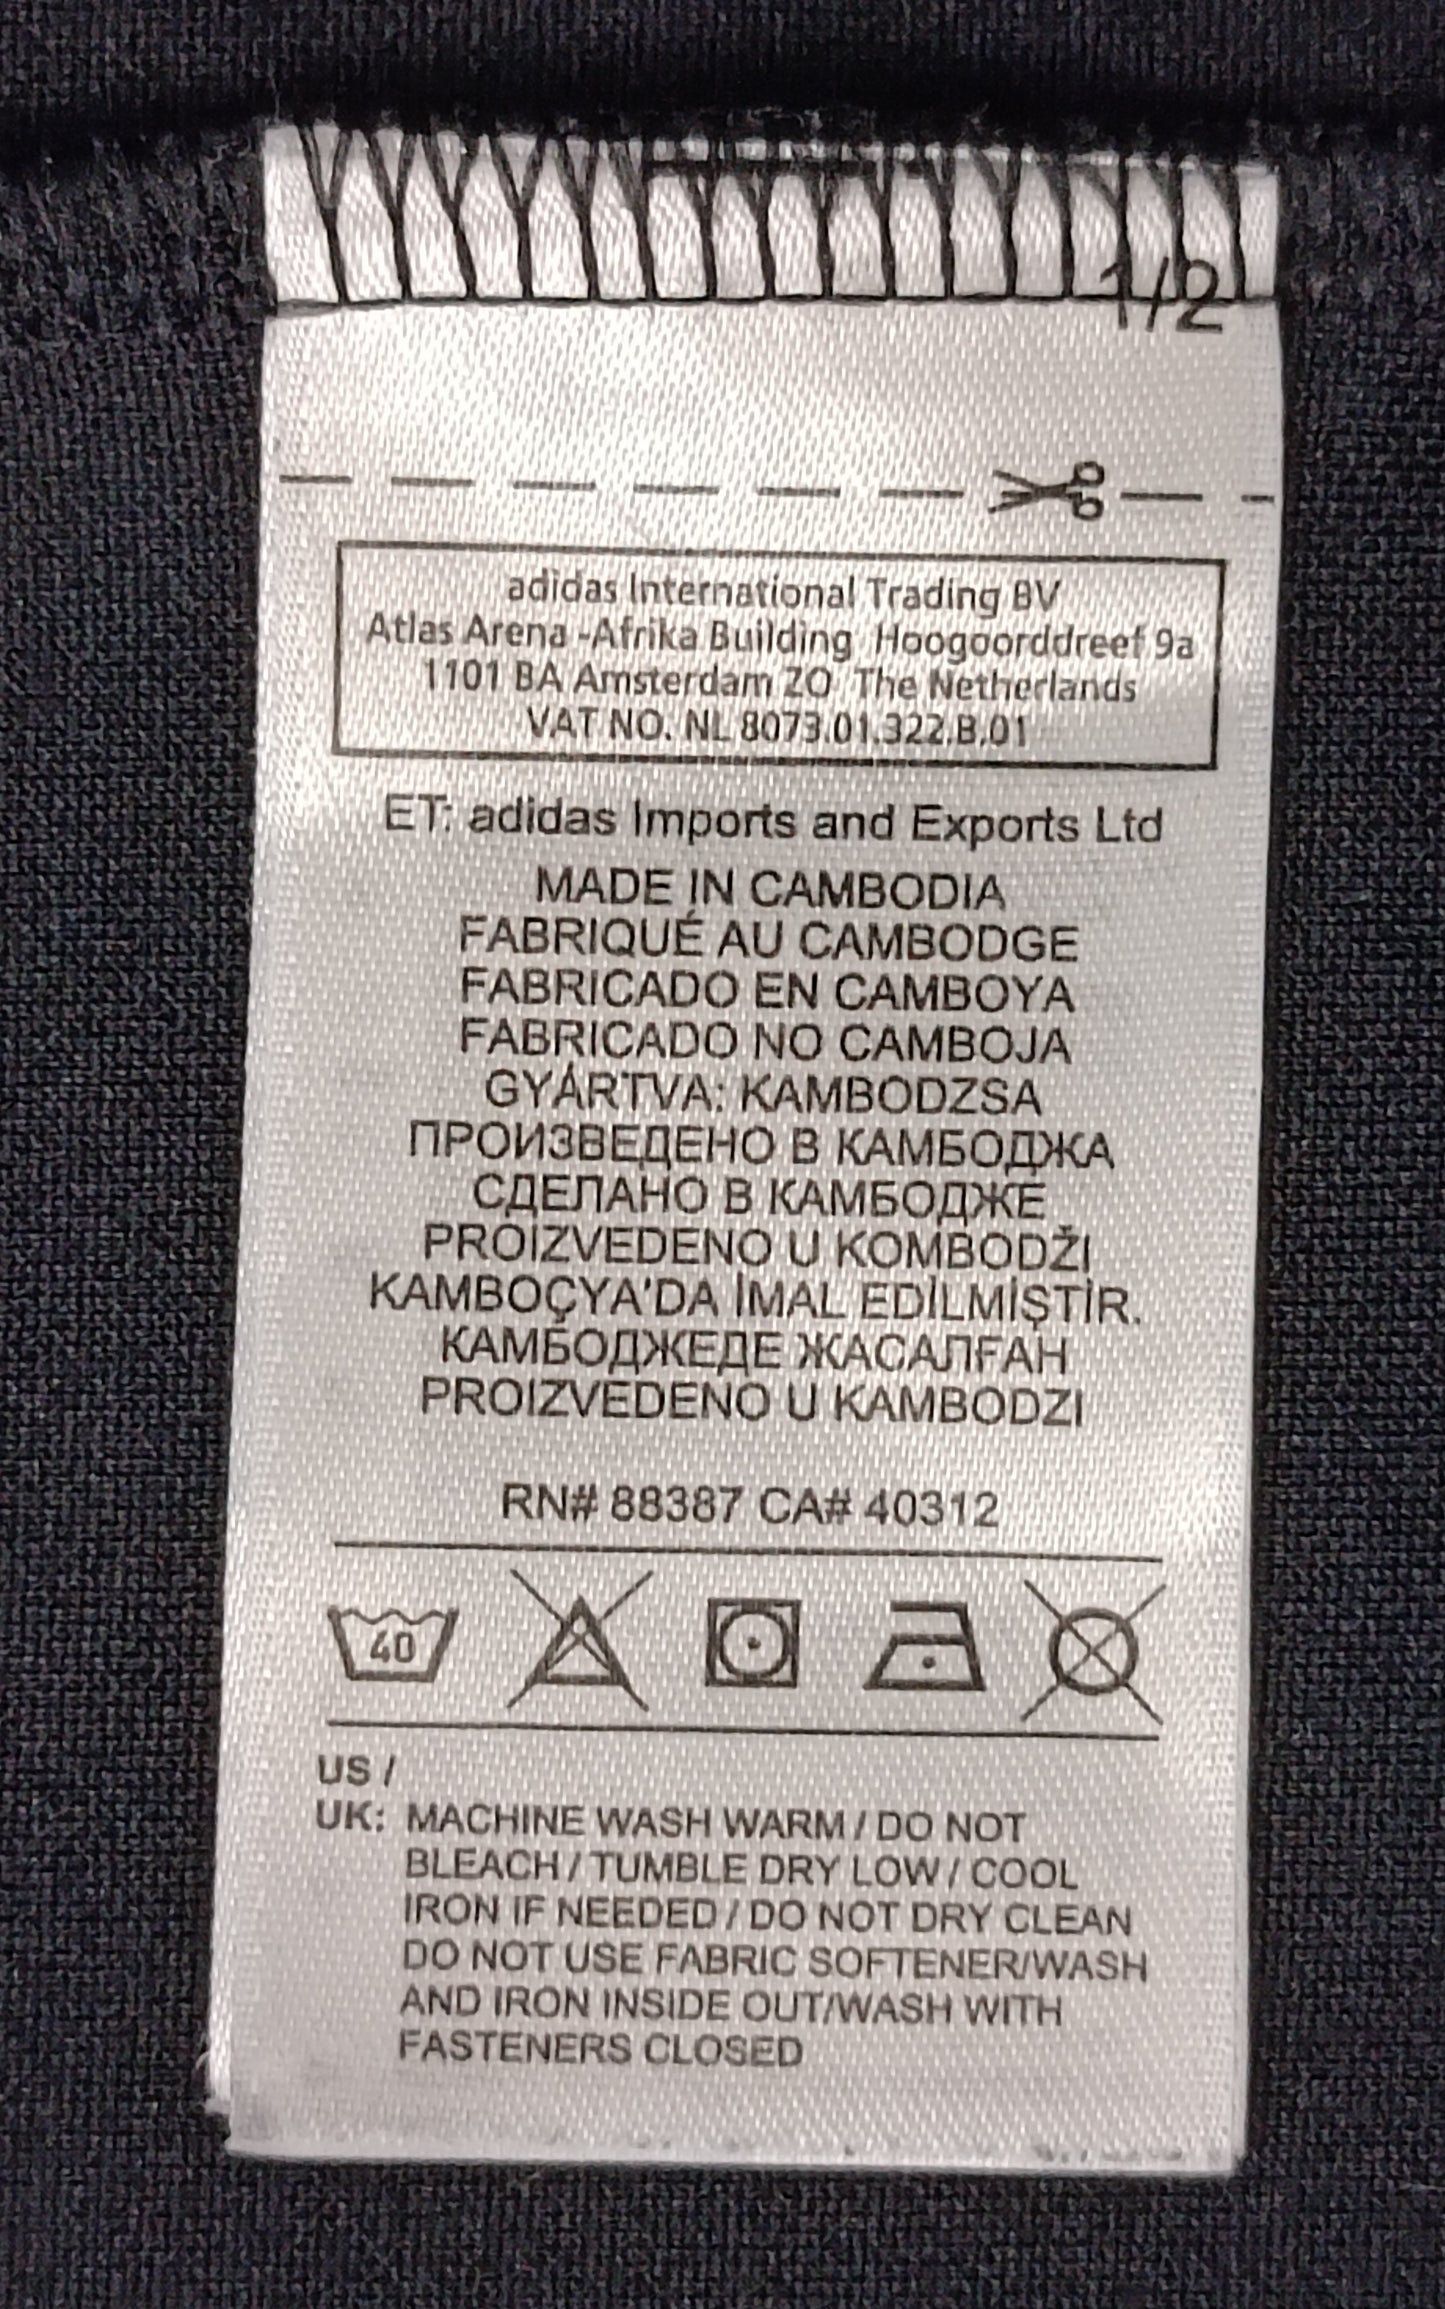 1/2
adidas International Trading BV
Atlas Arena -Afrika Building Hoogoorddreef 9a
1101 BA Amsterdam ZO The Netherlands
VAT NO. NL 8073.01.322.B.01
ET: adidas Imports and Exports Ltd
MADE IN CAMBODIA
FABRIQUÉ AU CAMBODGE
FABRICADO EN CAMBOYA
FABRICADO NO CAMBOJA
GYÁRTVA: KAMBODZSA
ПРОИЗВЕДЕНО В КАМБОДЖА
СДЕЛАНО В КАМБОДЖЕ
PROIZVEDENO U KOMBODŽI
KAMBOÇYA'DA İMAL EDİLMİŞTİR.
КАМБОДЖЕДЕ ЖАСАЛҒАН
PROIZVEDENO U KAMBODZI
RN# 88387 CA# 40312
40
US /
UK: MACHINE WASH WARM / DO NOT
BLEACH / TUMBLE DRY LOW / COOL
IRON IF NEEDED / DO NOT DRY CLEAN
DO NOT USE FABRIC SOFTENER/WASH
AND IRON INSIDE OUT/WASH WITH
FASTENERS CLOSED